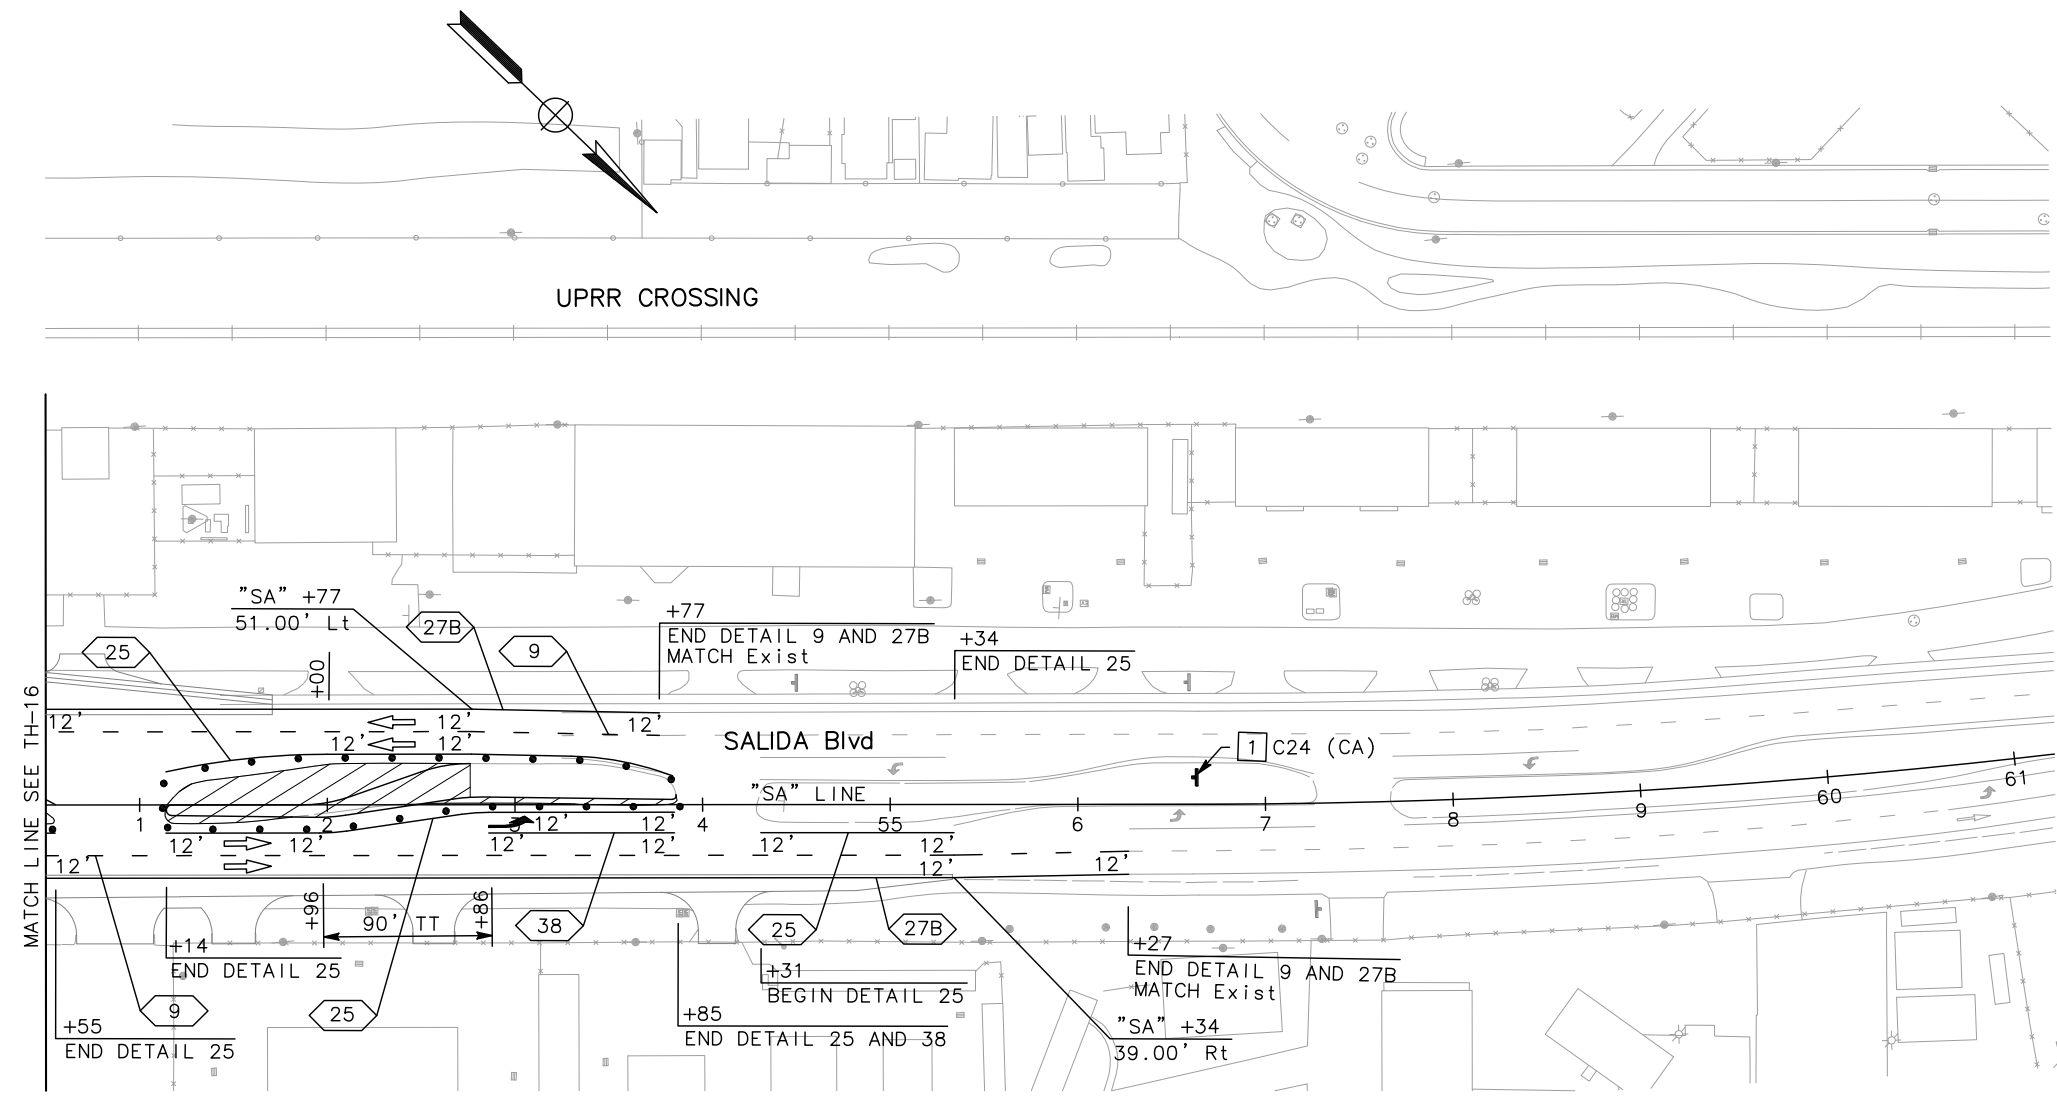 UPRR CROSSING
"SA" +77
51.00' Lt
27B
9
25
+00
+77
END DETAIL 9 AND 27B
MATCH Exist
+34
END DETAIL 25
MATCH LINE SEE TH-16
12'
12'
12'
12'
12'
SALIDA Blvd
1
C24 (CA)
"SA" LINE
1
2
3
4
55
6
7
8
9
60
61
12'
12'
12'
12'
12'
12'
12'
12'
12'
12'
12'
12'
+96
90' TT
+86
38
25
27B
+14
END DETAIL 25
9
25
+55
END DETAIL 25
+85
END DETAIL 25 AND 38
+31
BEGIN DETAIL 25
+27
END DETAIL 9 AND 27B
MATCH Exist
"SA" +34
39.00' Rt